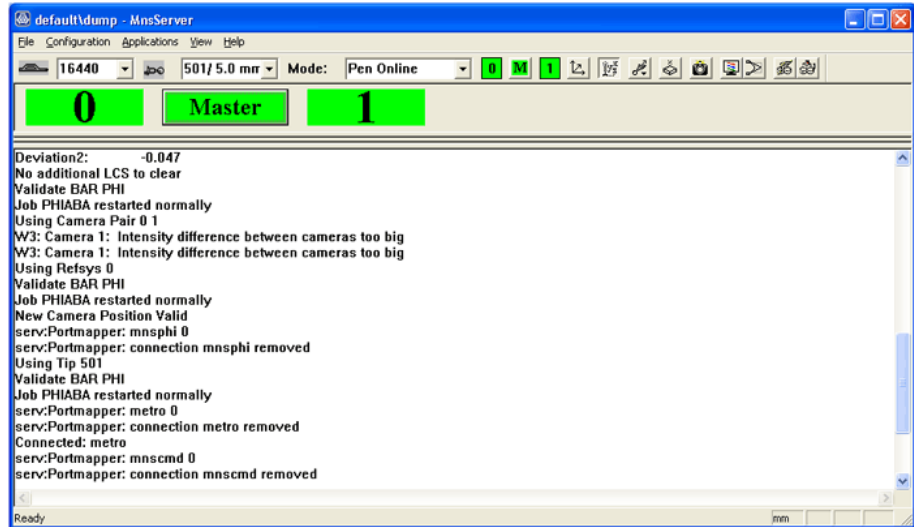 default\dump - MnsServer
File Configuration Applications View Help
16440 501/ 5.0 mm Mode: Pen Online 0 M 1
0 Master 1
Deviation2: -0.047
No additional LCS to clear
Validate BAR PHI
Job PHIABA restarted normally
Using Camera Pair 0 1
W3: Camera 1: Intensity difference between cameras too big
W3: Camera 1: Intensity difference between cameras too big
Using Refsys 0
Validate BAR PHI
Job PHIABA restarted normally
New Camera Position Valid
serv:Portmapper: mnsphi 0
serv:Portmapper: connection mnsphi removed
Using Tip 501
Validate BAR PHI
Job PHIABA restarted normally
serv:Portmapper: metro 0
serv:Portmapper: connection metro removed
Connected: metro
serv:Portmapper: mnscmd 0
serv:Portmapper: connection mnscmd removed
Ready mm